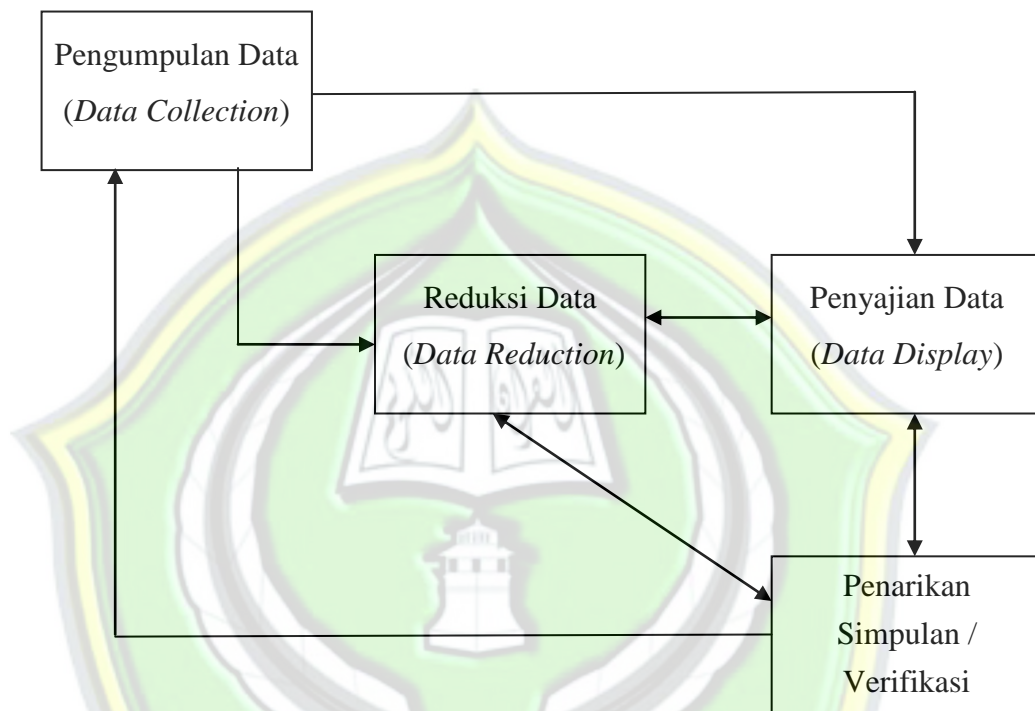 Pengumpulan Data
(Data Collection)
Reduksi Data
(Data Reduction)
Penyajian Data
(Data Display)
Penarikan
Simpulan /
Verifikasi